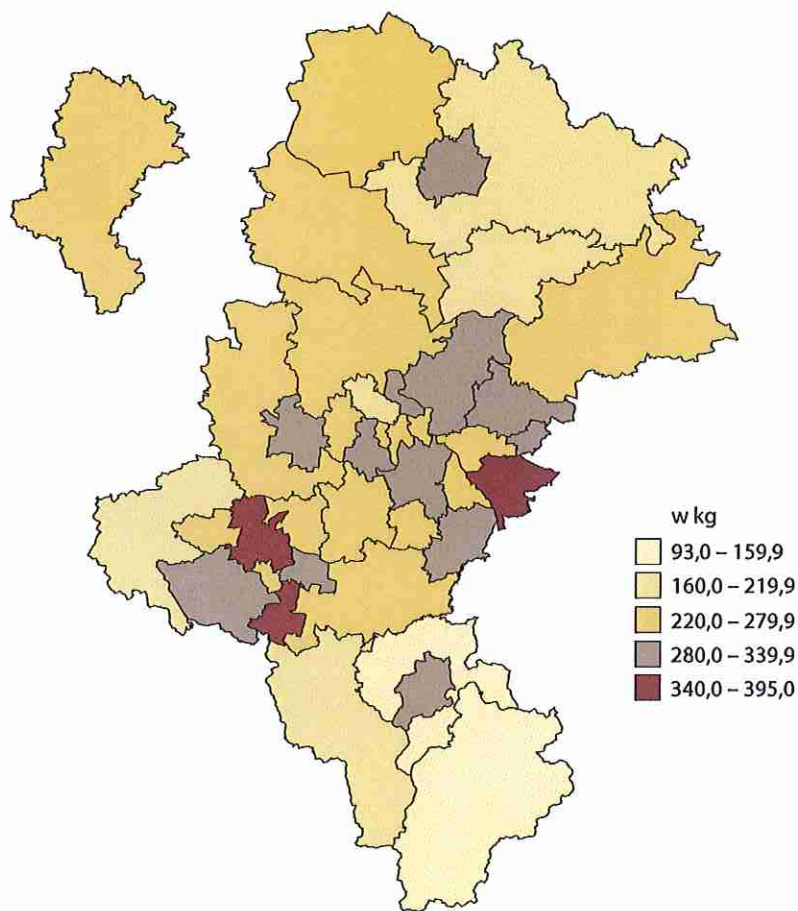 w kg
93,0 – 159,9
160,0 – 219,9
220,0 – 279,9
280,0 – 339,9
340,0 – 395,0